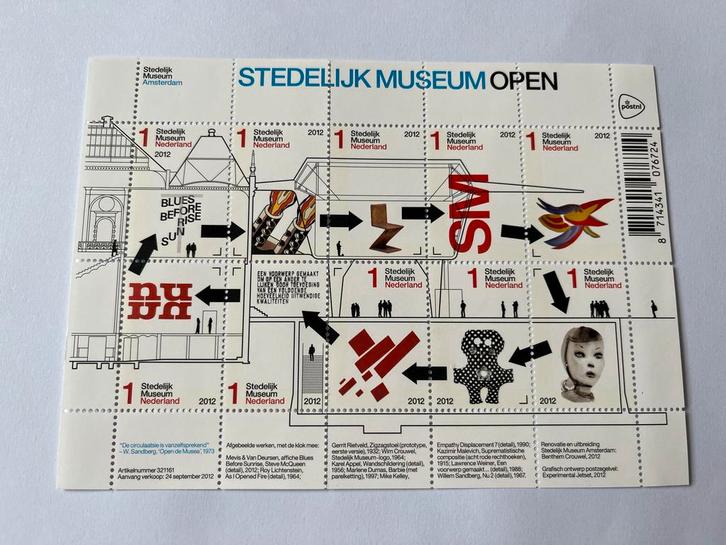 Stedelijk
Museum
Amsterdam
STEDELIJK MUSEUM OPEN
postnl
1 Stedelijk
Museum
Nederland
2012
1 Stedelijk
Museum
Nederland
2012
1 Stedelijk
Museum
Nederland
2012
1 Stedelijk
Museum
Nederland
2012
1 Stedelijk
Museum
Nederland
2012
8 714341 076724
BLUES
BEFORE
RISE
SUN
SM
nu
nu
EEN VOORWERP GEMAAKT
OM OP EEN ANDER TE
LIJKEN DOOR TOEVOEGING
VAN EEN VOLDOENDE
HOEVEELHEID UITWENDIGE
KWALITEITEN
1 Stedelijk
Museum
Nederland
1 Stedelijk
Museum
Nederland
1 Stedelijk
Museum
Nederland
1 Stedelijk
Museum
Nederland
2012
1 Stedelijk
Museum
Nederland
2012
2012
2012
2012
"De circulaatsie is vanzelfsprekend"
– W. Sandberg, 'Open de Musea', 1973
Artikelnummer 321161
Aanvang verkoop: 24 september 2012
Afgebeelde werken, met de klok mee:
Mevis & Van Deursen, affiche Blues
Before Sunrise, Steve McQueen
(detail), 2012; Roy Lichtenstein,
As I Opened Fire (detail), 1964;
Gerrit Rietveld, Zigzagstoel (prototype,
eerste versie), 1932; Wim Crouwel,
Stedelijk Museum-logo, 1964;
Karel Appel, Wandschildering (detail),
1956; Marlene Dumas, Barbie (met
parelketting), 1997; Mike Kelley,
Empathy Displacement 7 (detail), 1990;
Kazimir Malevich, Suprematistische
compositie (acht rode rechthoeken),
1915; Lawrence Weiner, Een
voorwerp gemaakt... (detail), 1988;
Willem Sandberg, Nu 2 (detail), 1967.
Renovatie en uitbreiding
Stedelijk Museum Amsterdam:
Benthem Crouwel, 2012
Grafisch ontwerp postzegelvel:
Experimental Jetset, 2012